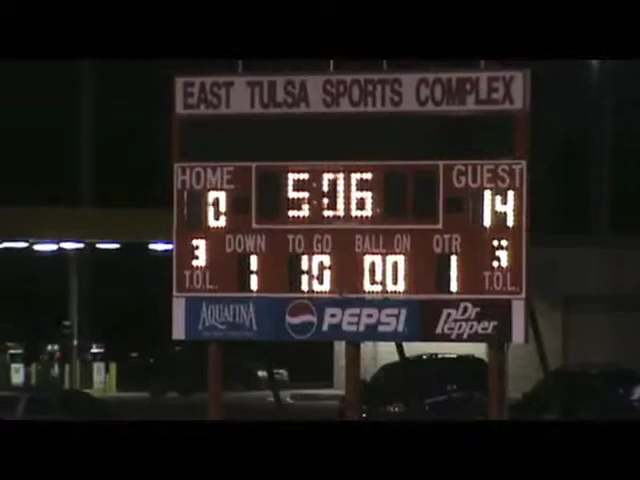 EAST TULSA SPORTS COMPLEX
HOME GUEST
0 5:06 14
3 DOWN TO GO BALL ON QTR 3
T.O.L. 1 10 00 1 T.O.L.
AQUAFINA PEPSI Dr Pepper